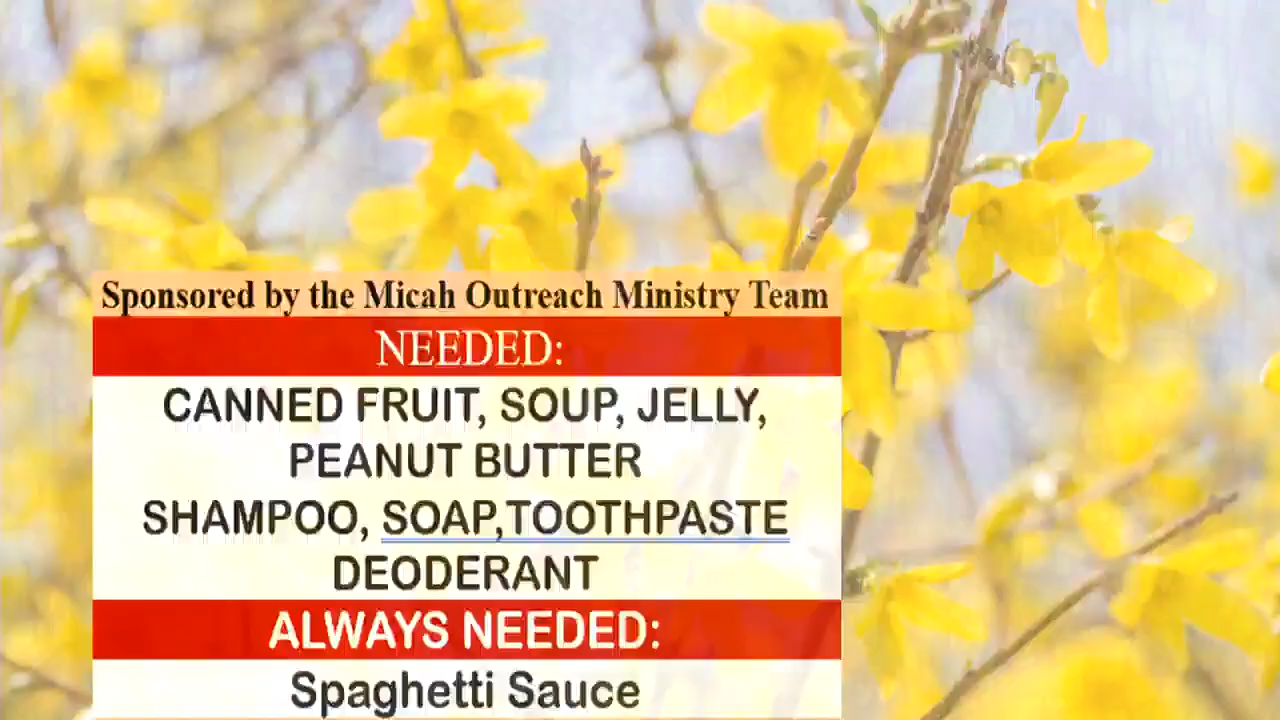 Sponsored by the Micah Outreach Ministry Team
NEEDED:
CANNED FRUIT, SOUP, JELLY,
PEANUT BUTTER
SHAMPOO, SOAP,TOOTHPASTE
DEODERANT
ALWAYS NEEDED:
Spaghetti Sauce